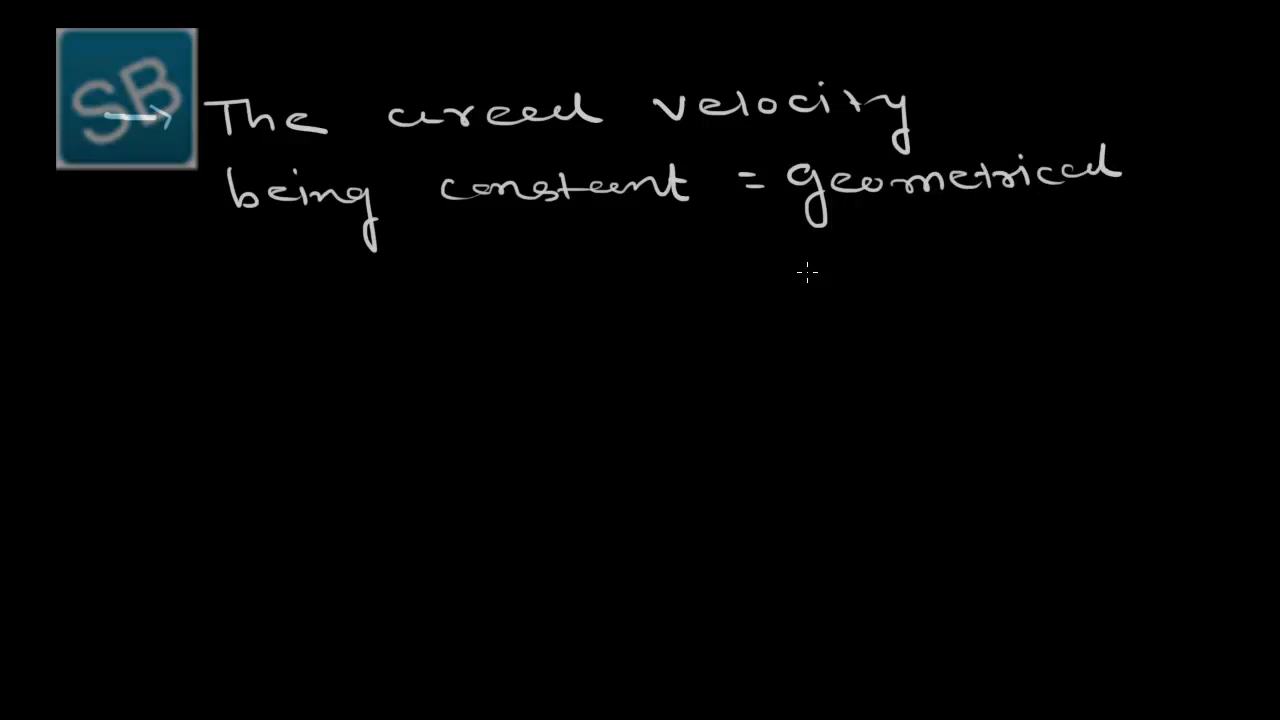 SB
→ The areal velocity
being constant = geometrical